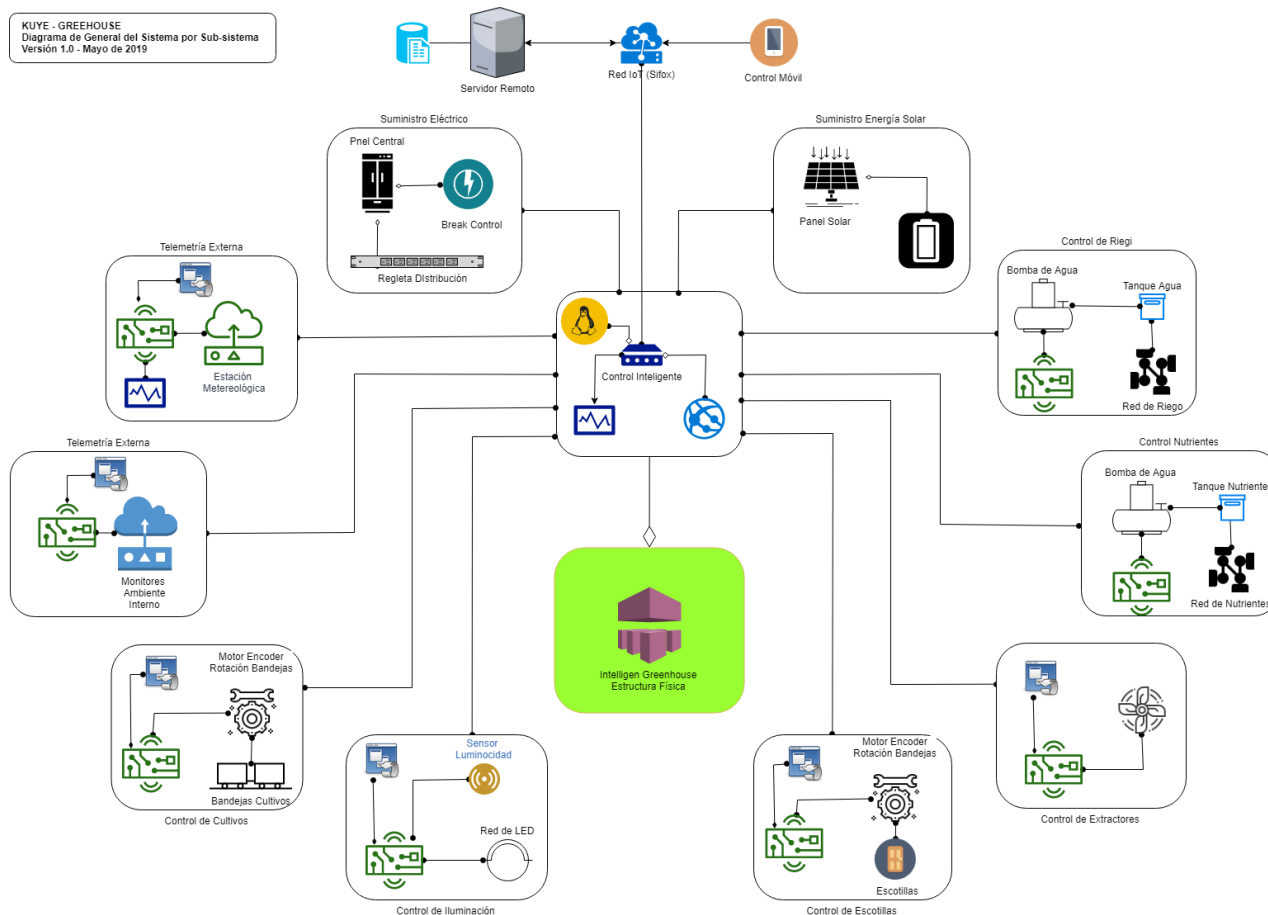 KUYE - GREEHOUSE
Diagrama de General del Sistema por Sub-sistema
Versión 1.0 - Mayo de 2019
Servidor Remoto
Red IoT (Sifox)
Control Móvil
Suministro Eléctrico
Pnel Central
Break Control
Regleta DIstribución
Suministro Energía Solar
Panel Solar
Telemetría Externa
Estación
Metereológica
Control de Riegi
Bomba de Agua
Tanque Agua
Red de Riego
Control Inteligente
Telemetría Externa
Monitores
Ambiente
Interno
Control Nutrientes
Bomba de Agua
Tanque Nutriente
Red de Nutrientes
Intelligen Greenhouse
Estructura Física
Motor Encoder
Rotación Bandejas
Bandejas Cultivos
Control de Cultivos
Sensor
Luminocidad
Red de LED
Control de Iluminación
Motor Encoder
Rotación Bandejas
Escotillas
Control de Escotillas
Control de Extractores